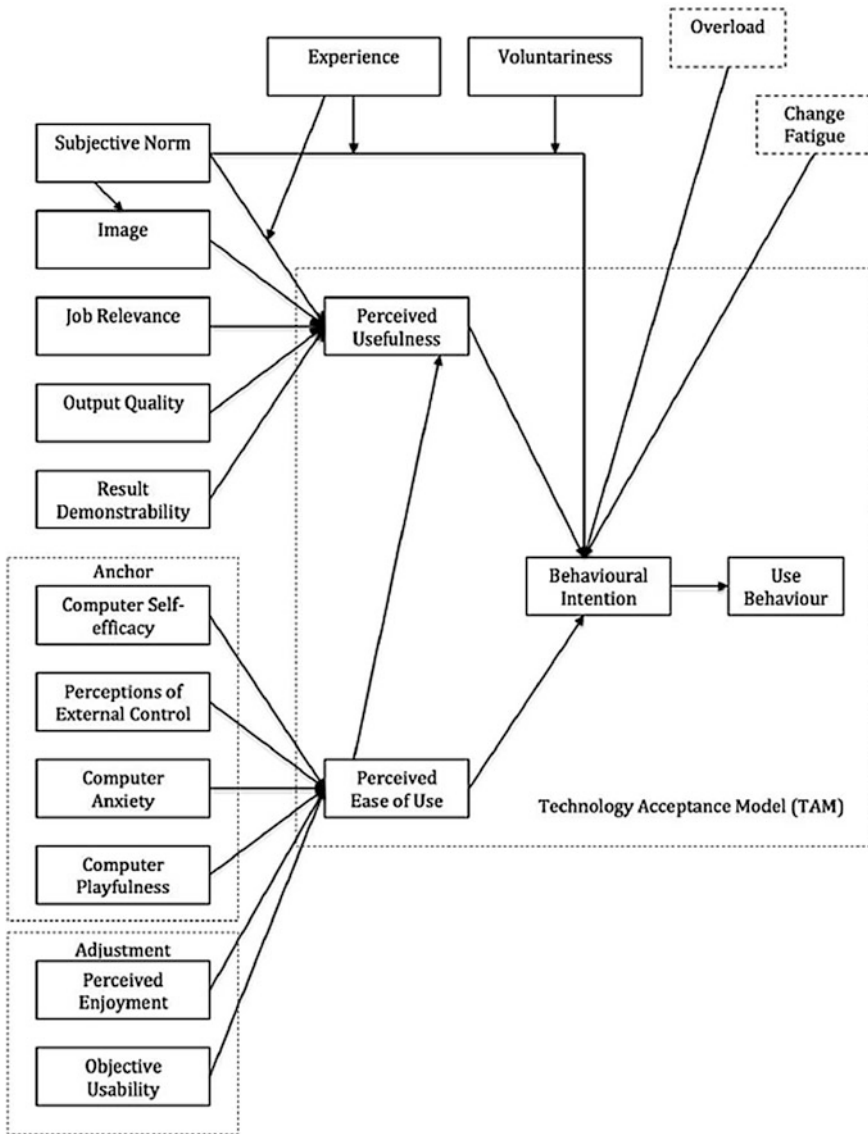 Overload
Experience
Voluntariness
Change
Fatigue
Subjective Norm
Image
Job Relevance
Perceived
Usefulness
Output Quality
Result
Demonstrability
Anchor
Computer Self-
efficacy
Behavioural
Intention
Use
Behaviour
Perceptions of
External Control
Computer
Anxiety
Perceived
Ease of Use
Technology Acceptance Model (TAM)
Computer
Playfulness
Adjustment
Perceived
Enjoyment
Objective
Usability